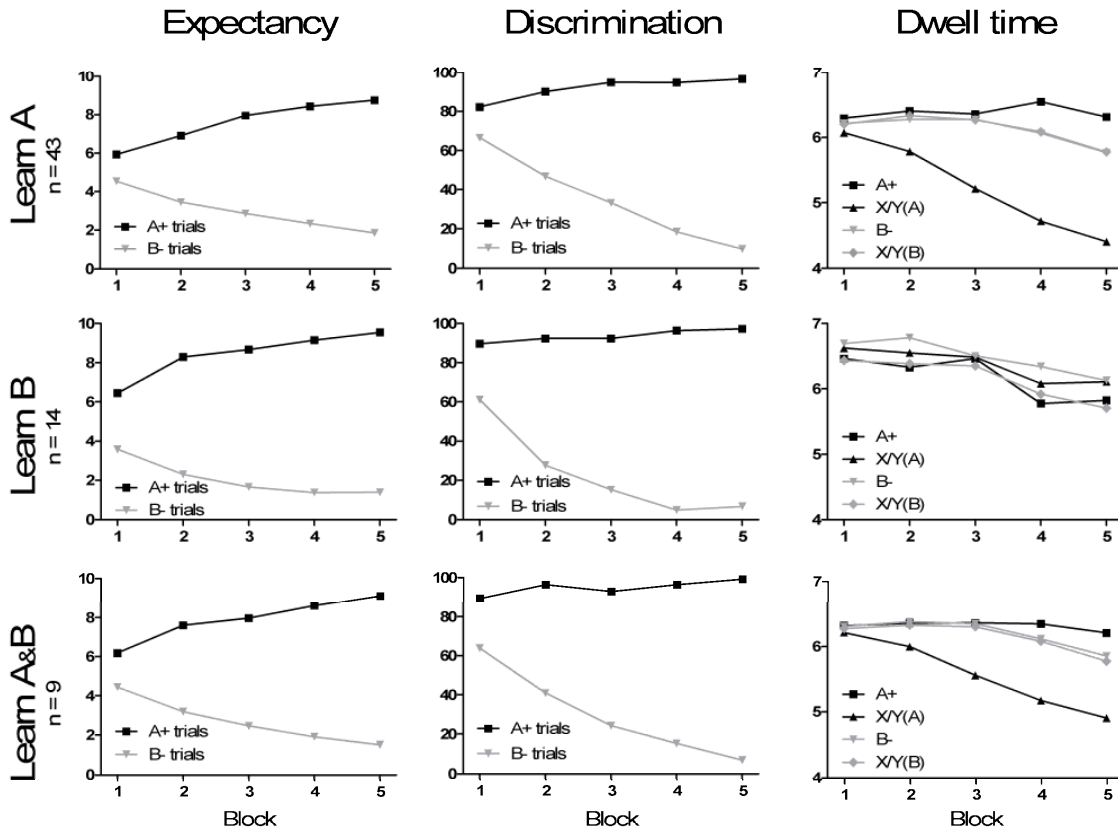 Expectancy
Discrimination
Dwell time
Learn A
n = 43
10
8
6
4
2
0
1 2 3 4 5
A+ trials
B- trials
100
80
60
40
20
0
1 2 3 4 5
A+ trials
B- trials
7
6
5
4
1 2 3 4 5
A+
X/Y(A)
B-
X/Y(B)
Learn B
n = 14
10
8
6
4
2
0
1 2 3 4 5
A+ trials
B- trials
100
80
60
40
20
0
1 2 3 4 5
A+ trials
B- trials
7
6
5
4
1 2 3 4 5
A+
X/Y(A)
B-
X/Y(B)
Learn A&B
n = 9
10
8
6
4
2
0
1 2 3 4 5
A+ trials
B- trials
Block
100
80
60
40
20
0
1 2 3 4 5
A+ trials
B- trials
Block
7
6
5
4
1 2 3 4 5
A+
X/Y(A)
B-
X/Y(B)
Block